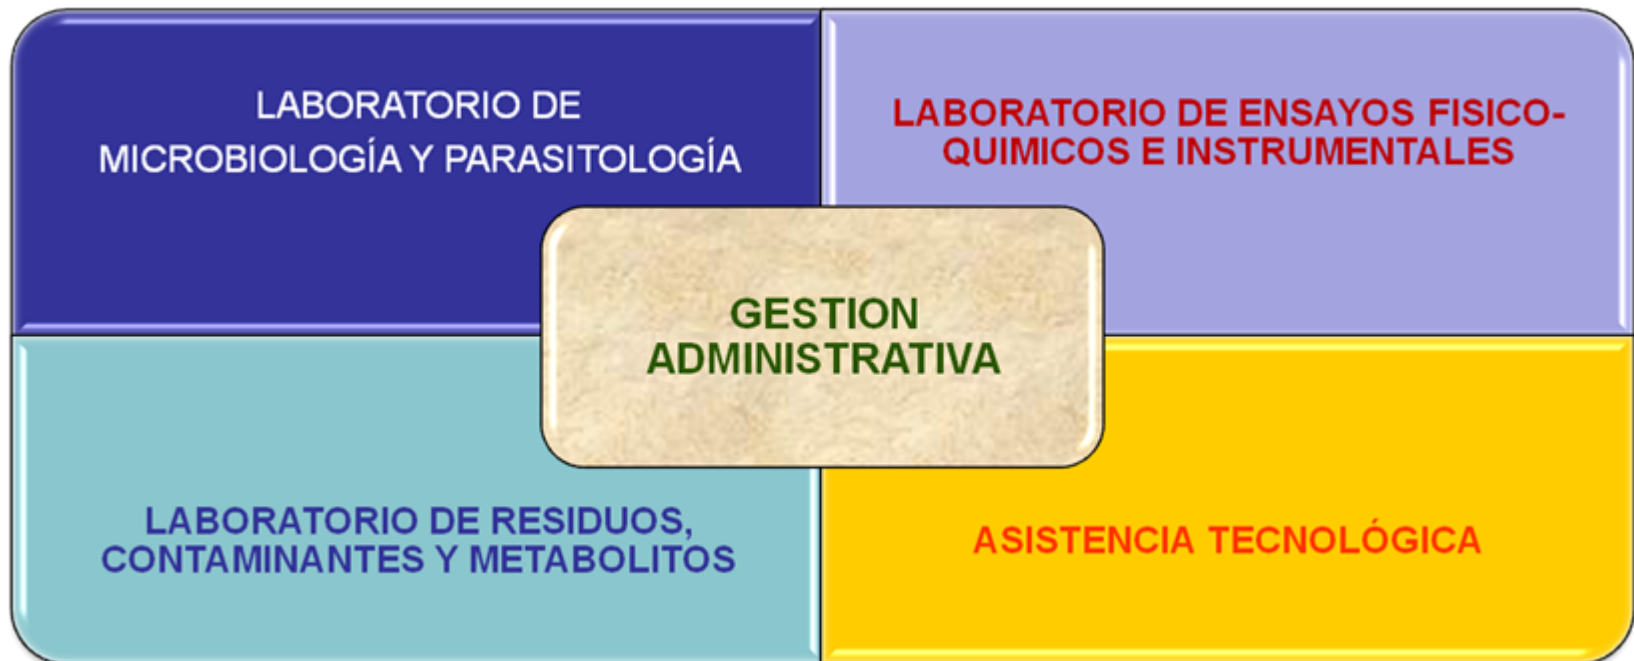 LABORATORIO DE
MICROBIOLOGÍA Y PARASITOLOGÍA
LABORATORIO DE ENSAYOS FISICO-
QUIMICOS E INSTRUMENTALES
GESTION
ADMINISTRATIVA
LABORATORIO DE RESIDUOS,
CONTAMINANTES Y METABOLITOS
ASISTENCIA TECNOLÓGICA